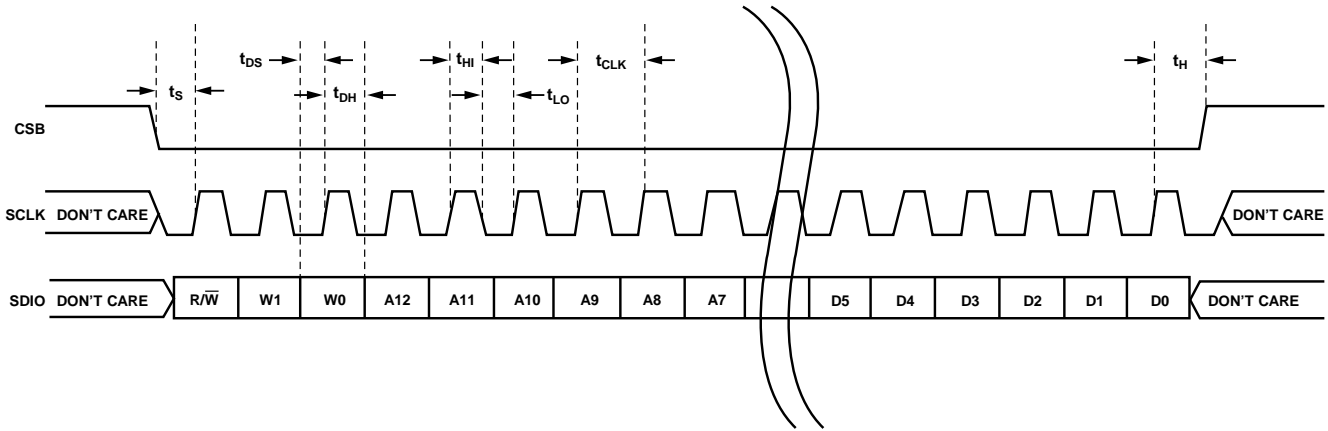 tDS
tHI
tCLK
tH
tS
tDH
tLO
CSB
SCLK DON'T CARE
DON'T CARE
SDIO DON'T CARE
R/W̅
W1
W0
A12
A11
A10
A9
A8
A7
D5
D4
D3
D2
D1
D0
DON'T CARE